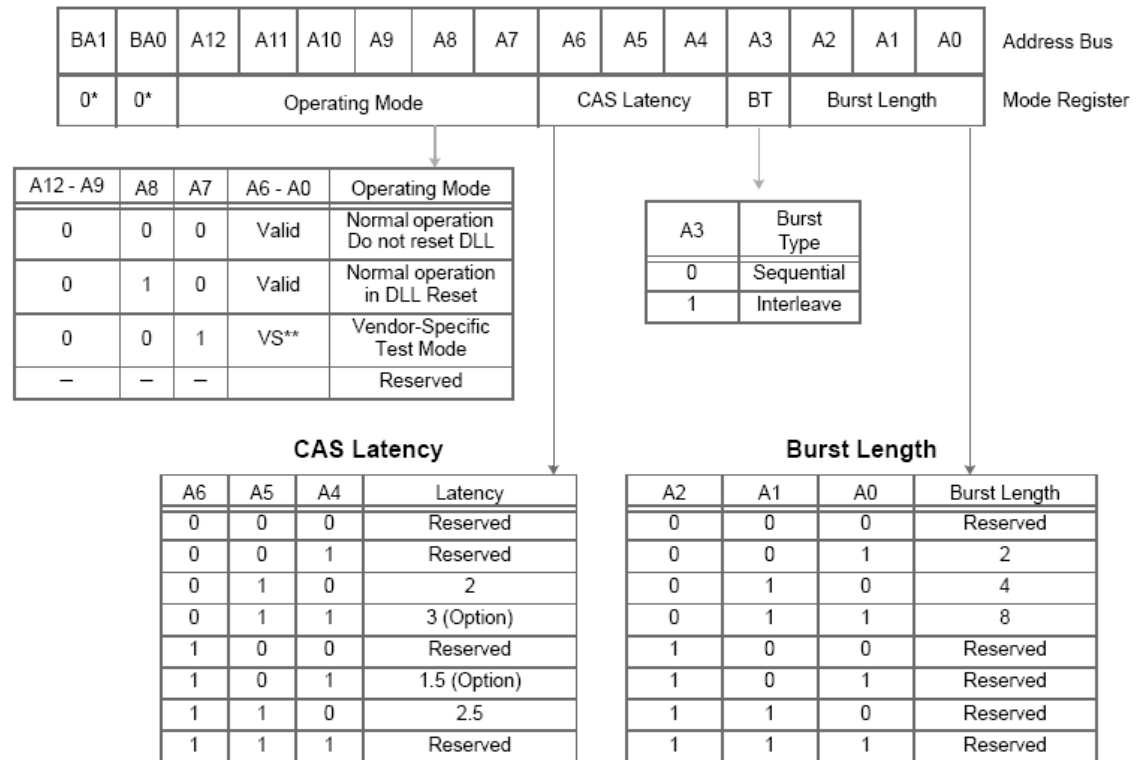 BA1 BA0 A12 A11 A10 A9 A8 A7 A6 A5 A4 A3 A2 A1 A0 Address Bus
0* 0* Operating Mode CAS Latency BT Burst Length Mode Register
A12 - A9 A8 A7 A6 - A0 Operating Mode
0 0 0 Valid Normal operation
Do not reset DLL
0 1 0 Valid Normal operation
in DLL Reset
0 0 1 VS** Vendor-Specific
Test Mode
– – – Reserved
A3 Burst
Type
0 Sequential
1 Interleave
CAS Latency
A6 A5 A4 Latency
0 0 0 Reserved
0 0 1 Reserved
0 1 0 2
0 1 1 3 (Option)
1 0 0 Reserved
1 0 1 1.5 (Option)
1 1 0 2.5
1 1 1 Reserved
Burst Length
A2 A1 A0 Burst Length
0 0 0 Reserved
0 0 1 2
0 1 0 4
0 1 1 8
1 0 0 Reserved
1 0 1 Reserved
1 1 0 Reserved
1 1 1 Reserved